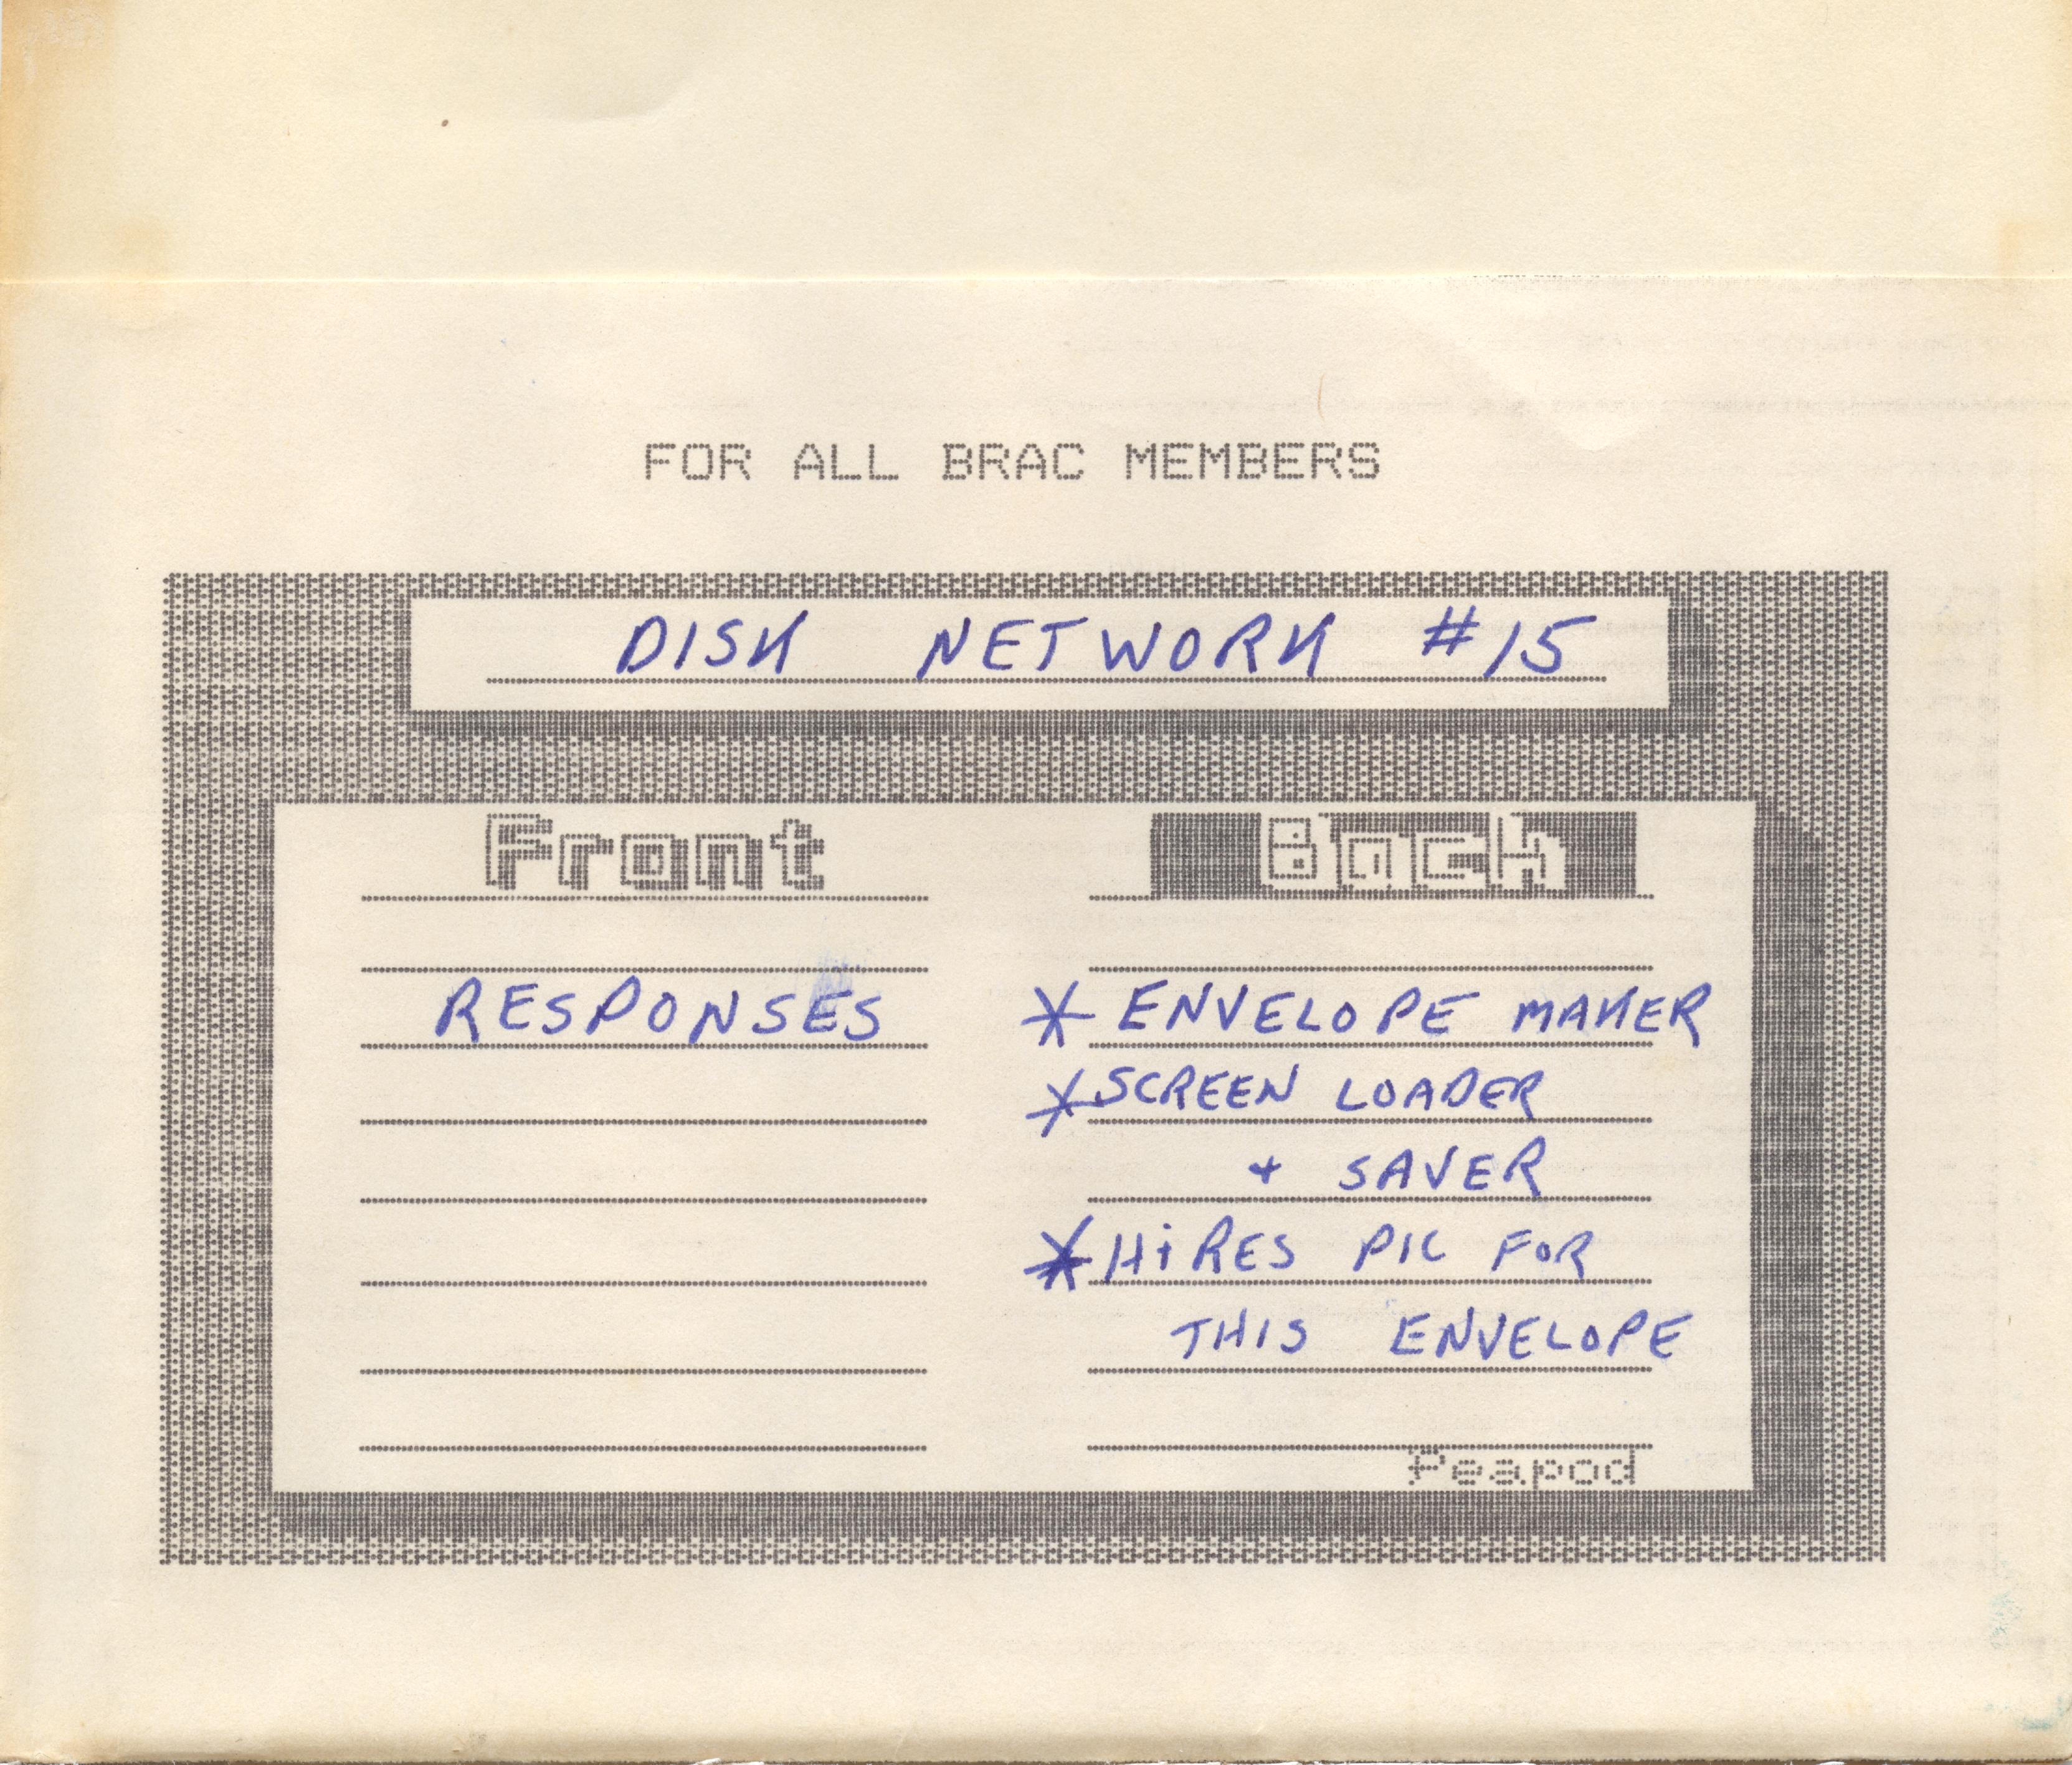 FOR ALL BRAC MEMBERS
DISK NETWORK #15
Front
RESPONSES
Back
* ENVELOPE MAKER
* SCREEN LOADER
+ SAVER
* HiRES PIC FOR
THIS ENVELOPE
Peapod